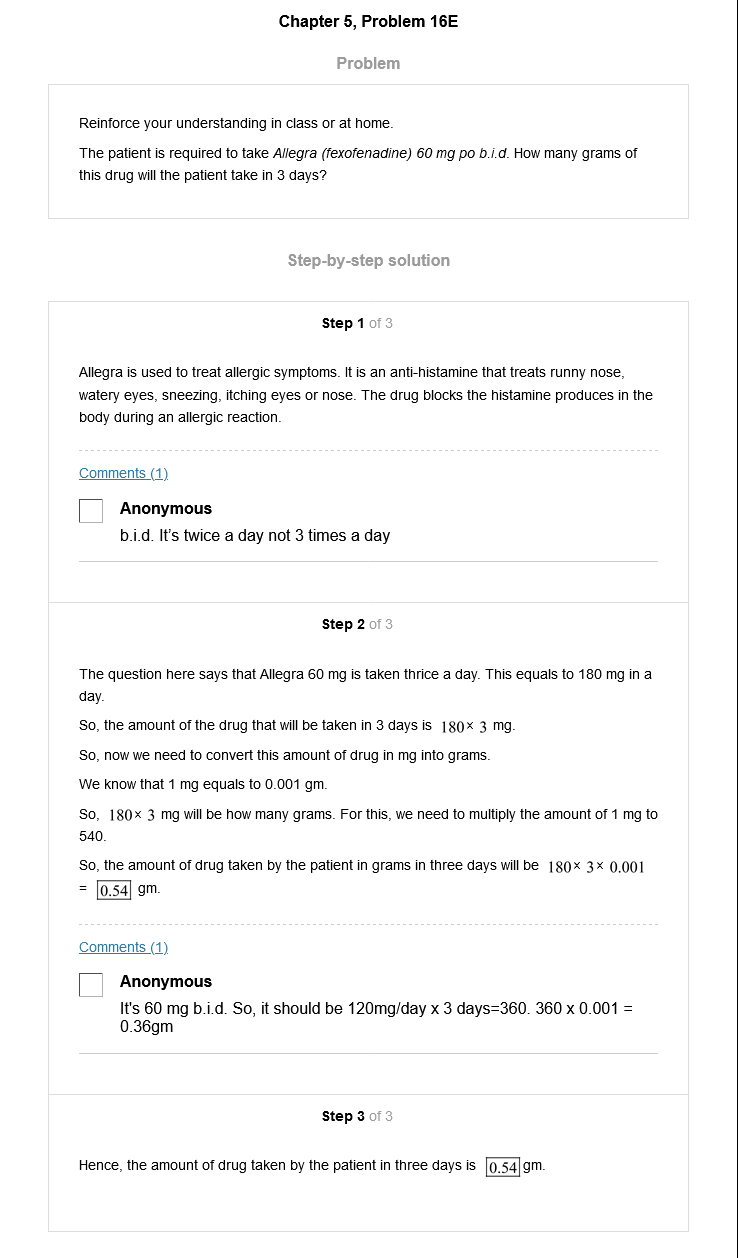 Chapter 5, Problem 16E
Problem
Reinforce your understanding in class or at home.
The patient is required to take Allegra (fexofenadine) 60 mg po b.i.d. How many grams of
this drug will the patient take in 3 days?
Step-by-step solution
Step 1 of 3
Allegra is used to treat allergic symptoms. It is an anti-histamine that treats runny nose,
watery eyes, sneezing, itching eyes or nose. The drug blocks the histamine produces in the
body during an allergic reaction.
Comments (1)
Anonymous
b.i.d. It’s twice a day not 3 times a day
Step 2 of 3
The question here says that Allegra 60 mg is taken thrice a day. This equals to 180 mg in a
day.
So, the amount of the drug that will be taken in 3 days is 180× 3 mg.
So, now we need to convert this amount of drug in mg into grams.
We know that 1 mg equals to 0.001 gm.
So, 180× 3 mg will be how many grams. For this, we need to multiply the amount of 1 mg to
540.
So, the amount of drug taken by the patient in grams in three days will be 180× 3× 0.001
= 0.54 gm.
Comments (1)
Anonymous
It's 60 mg b.i.d. So, it should be 120mg/day x 3 days=360. 360 x 0.001 =
0.36gm
Step 3 of 3
Hence, the amount of drug taken by the patient in three days is 0.54 gm.